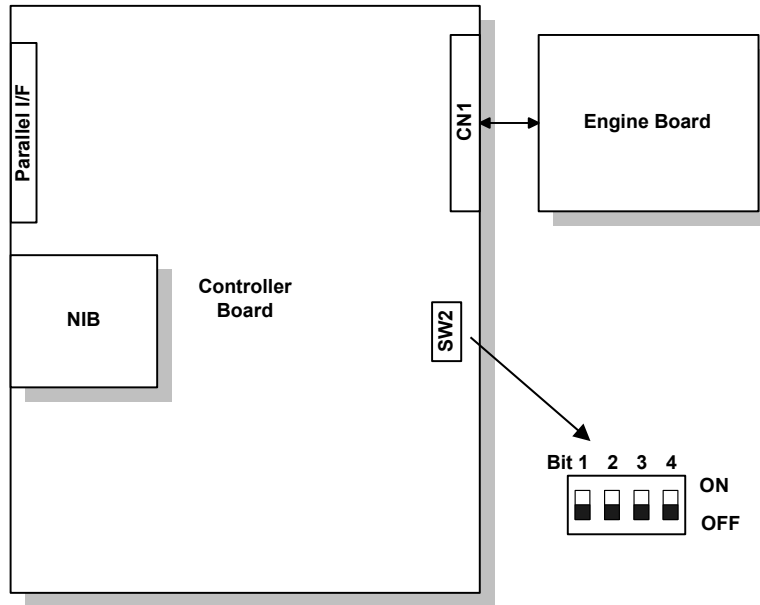 Parallel I/F
CN1
Engine Board
Controller
Board
NIB
SW2
Bit 1 2 3 4
ON
OFF